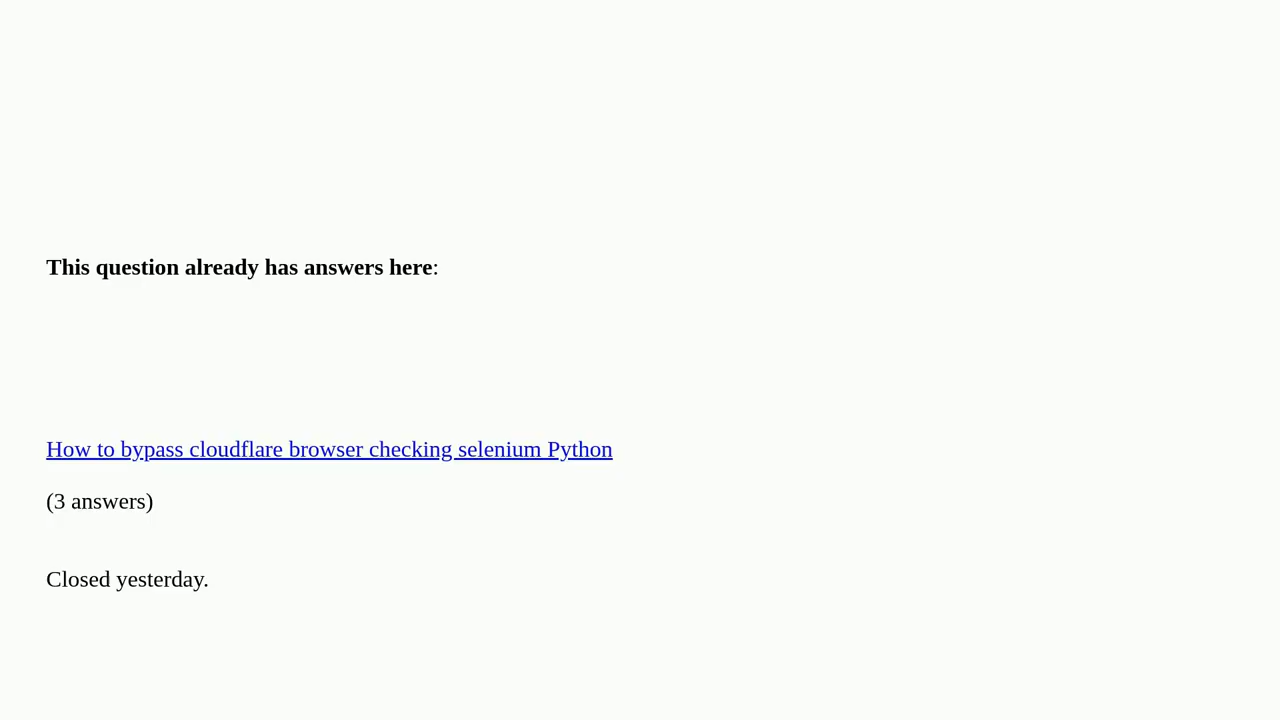 This question already has answers here:
How to bypass cloudflare browser checking selenium Python
(3 answers)
Closed yesterday.